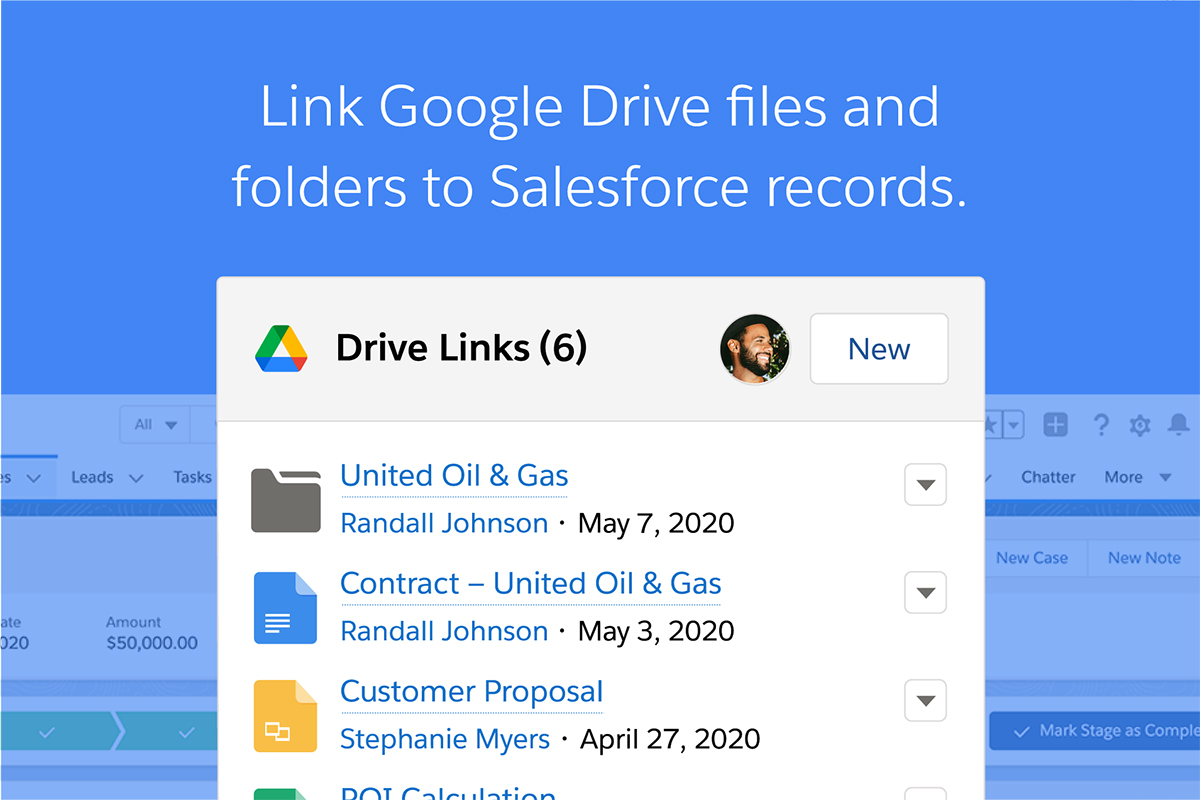 Link Google Drive files and
folders to Salesforce records.
Drive Links (6)
New
All
Leads
Tasks
Chatter
More
United Oil & Gas
Randall Johnson · May 7, 2020
New Case
New Note
Contract – United Oil & Gas
Randall Johnson · May 3, 2020
Amount
$50,000.00
Customer Proposal
Stephanie Myers · April 27, 2020
Mark Stage as
ROI Calculation